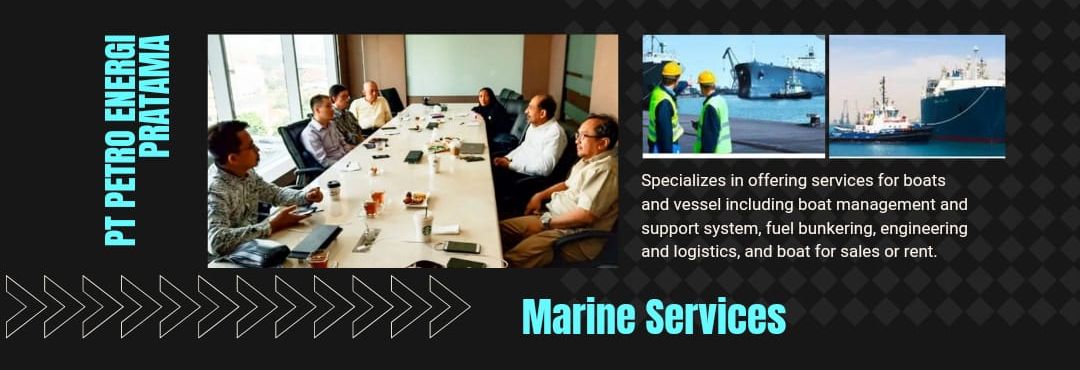 PT PETRO ENERGI
PRATAMA
Specializes in offering services for boats
and vessel including boat management and
support system, fuel bunkering, engineering
and logistics, and boat for sales or rent.
Marine Services